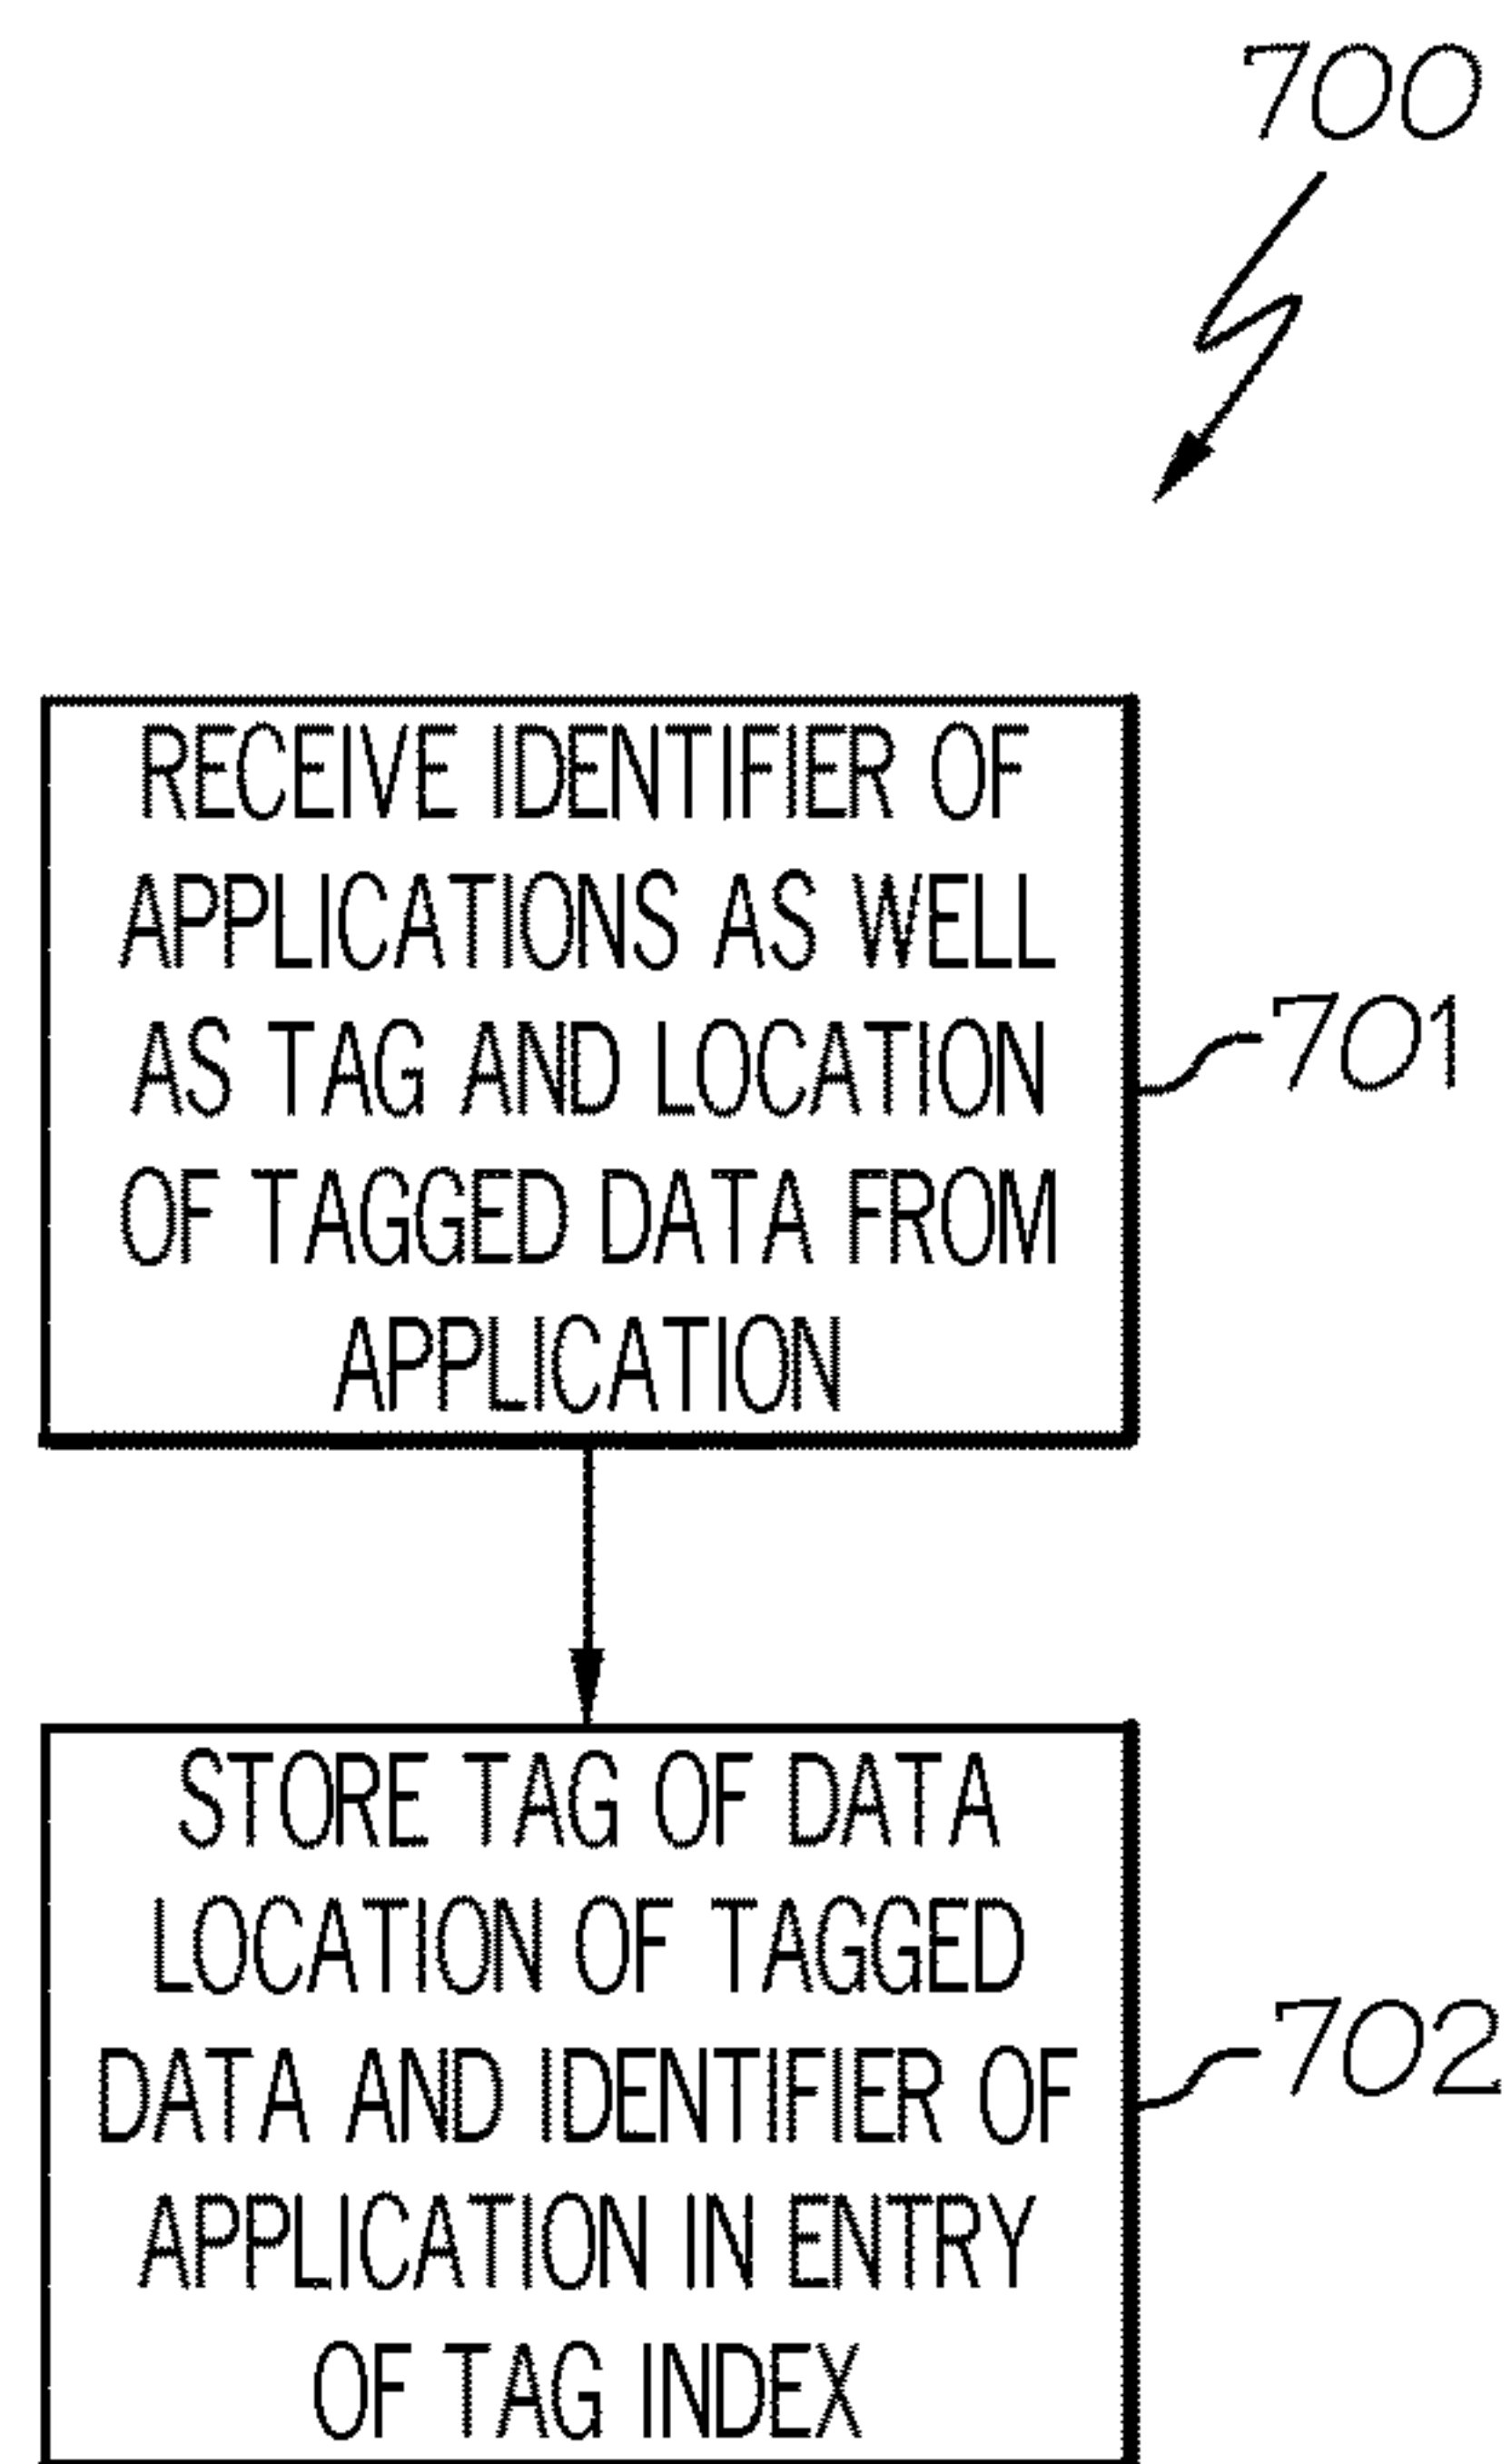 700
RECEIVE IDENTIFIER OF
APPLICATIONS AS WELL
AS TAG AND LOCATION
OF TAGGED DATA FROM
APPLICATION
701
STORE TAG OF DATA
LOCATION OF TAGGED
DATA AND IDENTIFIER OF
APPLICATION IN ENTRY
OF TAG INDEX
702